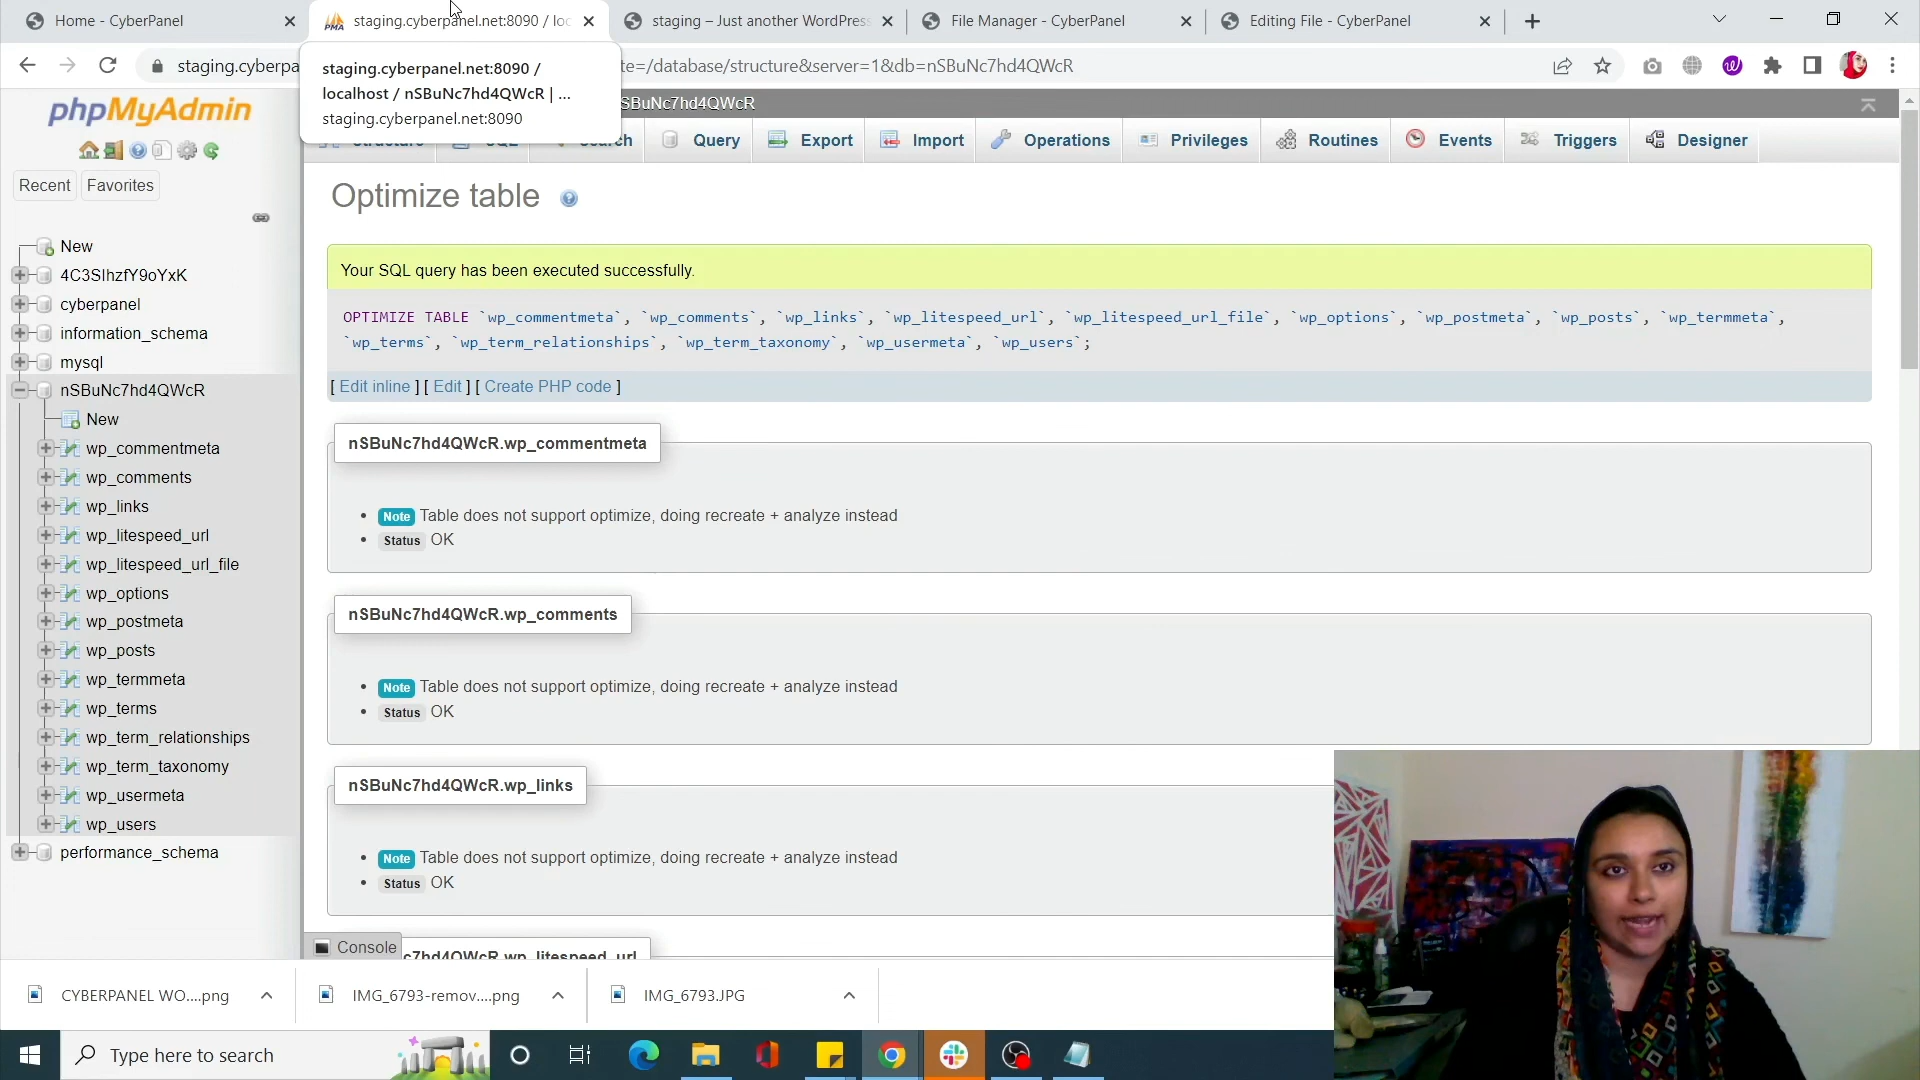 Home - CyberPanel
staging.cyberpanel.net:8090 / loc
staging – Just another WordPress
File Manager - CyberPanel
Editing File - CyberPanel
staging.cyberpa
te=/database/structure&server=1&db=nSBuNc7hd4QWcR
staging.cyberpanel.net:8090 /
localhost / nSBuNc7hd4QWcR | ...
staging.cyberpanel.net:8090
phpMyAdmin
SBuNc7hd4QWcR
Structure
SQL
Search
Query
Export
Import
Operations
Privileges
Routines
Events
Triggers
Designer
Recent
Favorites
New
4C3SIhzfY9oYxK
cyberpanel
information_schema
mysql
nSBuNc7hd4QWcR
New
wp_commentmeta
wp_comments
wp_links
wp_litespeed_url
wp_litespeed_url_file
wp_options
wp_postmeta
wp_posts
wp_termmeta
wp_terms
wp_term_relationships
wp_term_taxonomy
wp_usermeta
wp_users
performance_schema
Optimize table
Your SQL query has been executed successfully.
OPTIMIZE TABLE `wp_commentmeta`, `wp_comments`, `wp_links`, `wp_litespeed_url`, `wp_litespeed_url_file`, `wp_options`, `wp_postmeta`, `wp_posts`, `wp_termmeta`,
`wp_terms`, `wp_term_relationships`, `wp_term_taxonomy`, `wp_usermeta`, `wp_users`;
[ Edit inline ] [ Edit ] [ Create PHP code ]
nSBuNc7hd4QWcR.wp_commentmeta
Note Table does not support optimize, doing recreate + analyze instead
Status OK
nSBuNc7hd4QWcR.wp_comments
Note Table does not support optimize, doing recreate + analyze instead
Status OK
nSBuNc7hd4QWcR.wp_links
Note Table does not support optimize, doing recreate + analyze instead
Status OK
Console
c7hd4QWcR.wp_litespeed_url
CYBERPANEL WO....png
IMG_6793-remov....png
IMG_6793.JPG
Type here to search